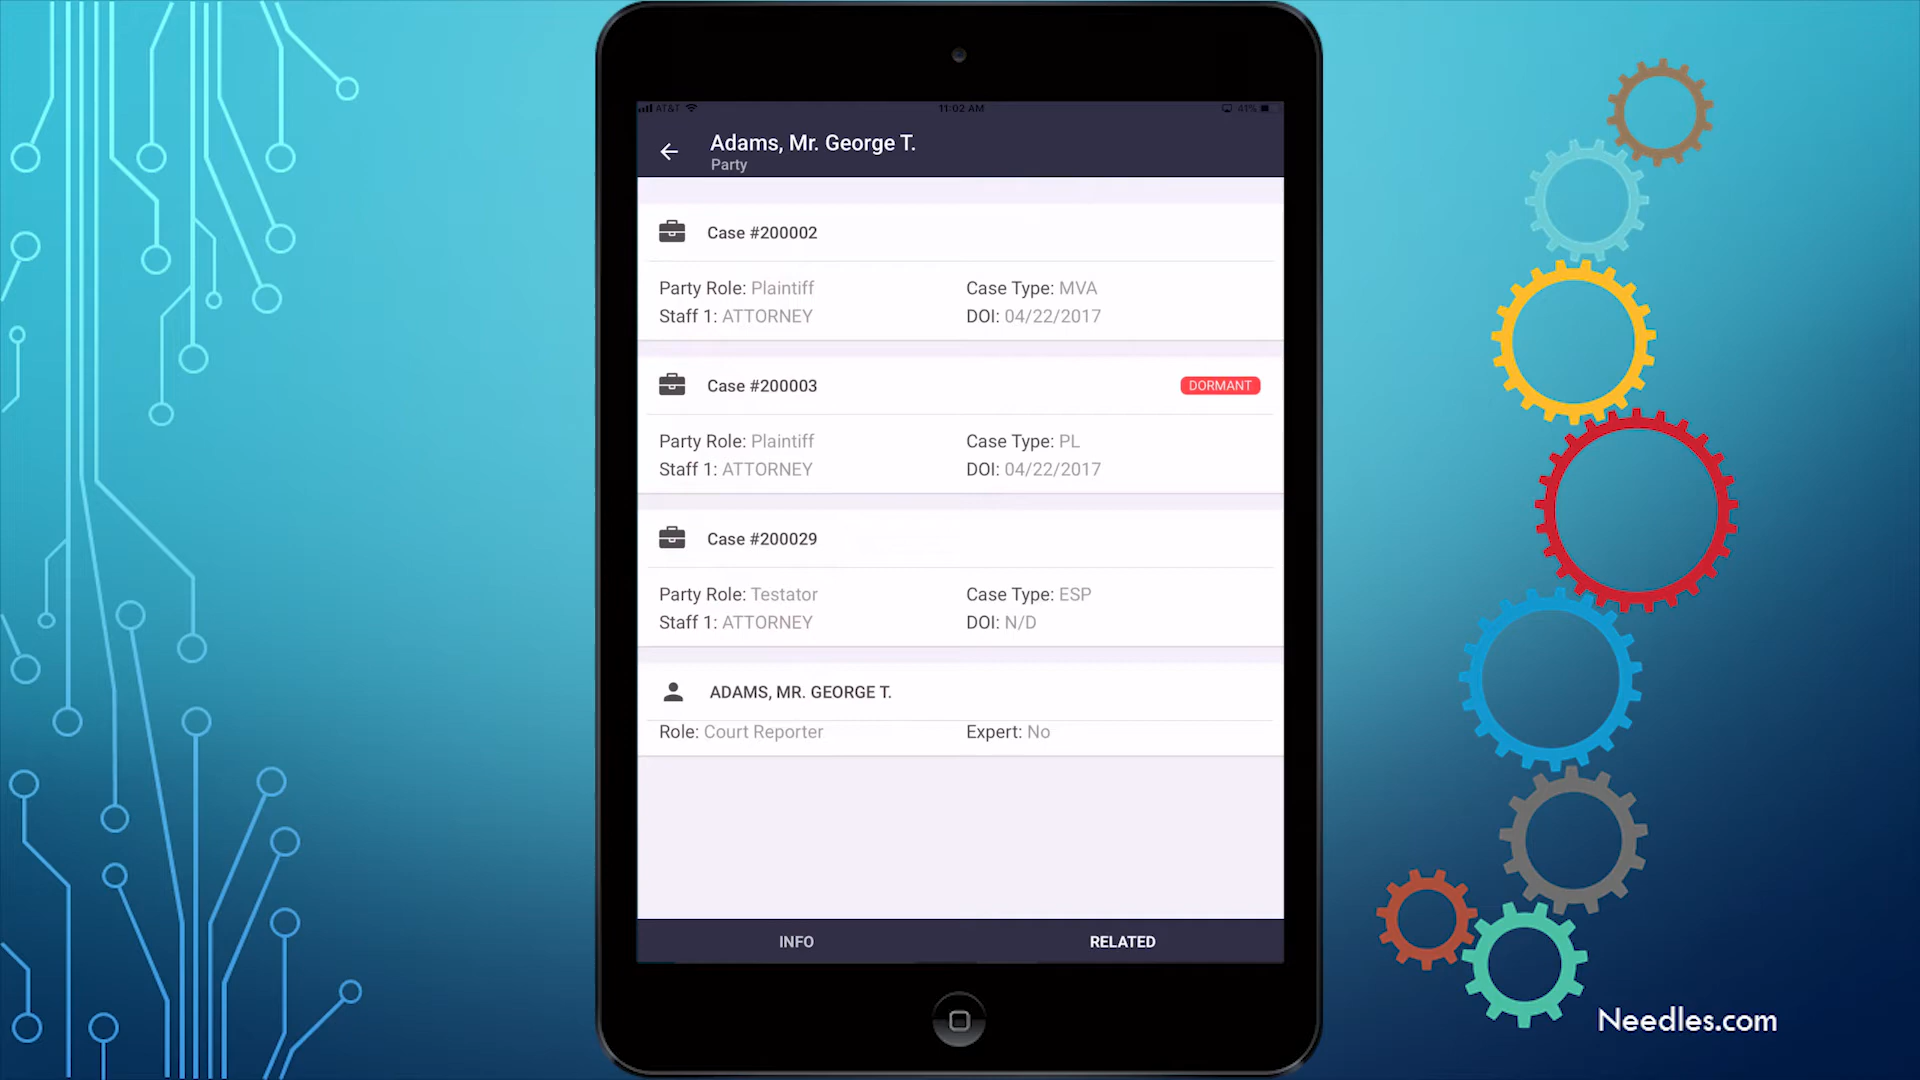 AT&T 11:02 AM 41%
Adams, Mr. George T.
Party
Case #200002
Party Role: Plaintiff Case Type: MVA
Staff 1: ATTORNEY DOI: 04/22/2017
Case #200003 DORMANT
Party Role: Plaintiff Case Type: PL
Staff 1: ATTORNEY DOI: 04/22/2017
Case #200029
Party Role: Testator Case Type: ESP
Staff 1: ATTORNEY DOI: N/D
ADAMS, MR. GEORGE T.
Role: Court Reporter Expert: No
INFO RELATED
Needles.com